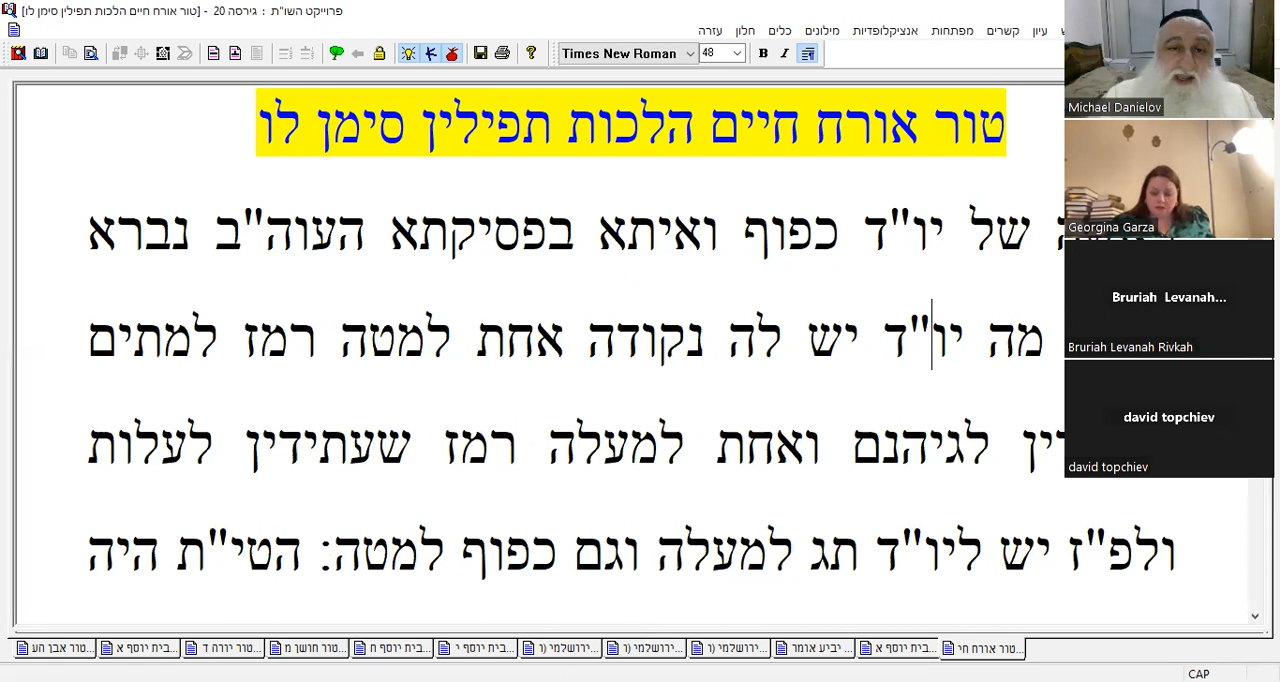 פרוייקט השו"ת : גירסה 20 - [טור אורח חיים הלכות תפילין סימן לו]
עיון קשרים מפתחות אנציקלופדיות מילונים כלים חלון עזרה
Times New Roman 48 B I
טור אורח חיים הלכות תפילין סימן לו
של יו"ד כפוף ואיתא בפסיקתא העוה"ב נברא
מה יו"ד יש לה נקודה אחת למטה רמז למתים
לגיהנם ואחת למעלה רמז שעתידין לעלות
ולפ"ז יש ליו"ד תג למעלה וגם כפוף למטה: הטי"ת היה
Michael Danielov
Georgina Garza
Bruriah Levanah...
Bruriah Levanah Rivkah
david topchiev
david topchiev
טור אורח חי... בית יוסף א... יביע אומר... ירושלמי (ו... ירושלמי (ו... ירושלמי (ו... בית יוסף י... בית יוסף ח... טור חושן מ... טור יורה ד... בית יוסף א... טור אבן הע...
CAP